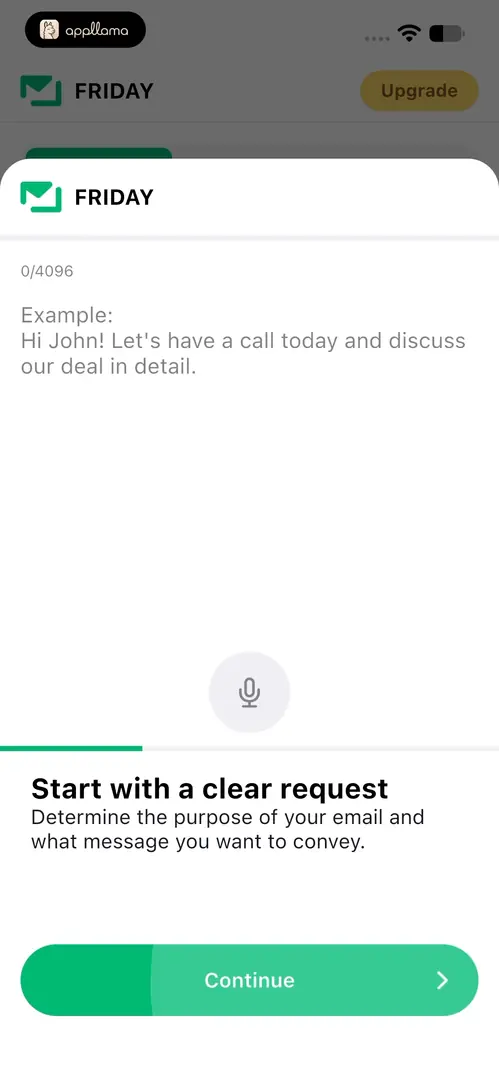 appllama
FRIDAY
Upgrade
FRIDAY
0/4096
Example:
Hi John! Let's have a call today and discuss
our deal in detail.
Start with a clear request
Determine the purpose of your email and
what message you want to convey.
Continue